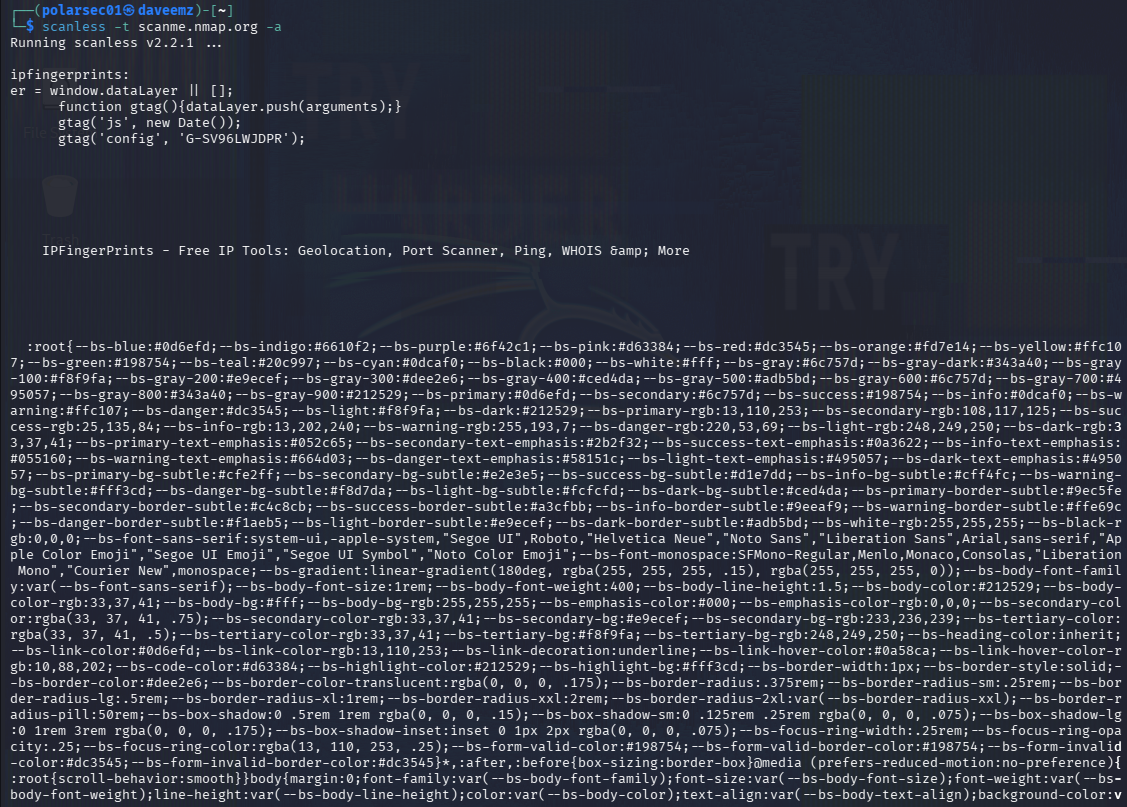 ┌──(polarsec01㉿daveemz)-[~]
└─$ scanless -t scanme.nmap.org -a
Running scanless v2.2.1 ...
ipfingerprints:
er = window.dataLayer || [];
function gtag(){dataLayer.push(arguments);}
gtag('js', new Date());
gtag('config', 'G-SV96LWJDPR');
IPFingerPrints - Free IP Tools: Geolocation, Port Scanner, Ping, WHOIS &amp; More
:root{--bs-blue:#0d6efd;--bs-indigo:#6610f2;--bs-purple:#6f42c1;--bs-pink:#d63384;--bs-red:#dc3545;--bs-orange:#fd7e14;--bs-yellow:#ffc10
7;--bs-green:#198754;--bs-teal:#20c997;--bs-cyan:#0dcaf0;--bs-black:#000;--bs-white:#fff;--bs-gray:#6c757d;--bs-gray-dark:#343a40;--bs-gray
-100:#f8f9fa;--bs-gray-200:#e9ecef;--bs-gray-300:#dee2e6;--bs-gray-400:#ced4da;--bs-gray-500:#adb5bd;--bs-gray-600:#6c757d;--bs-gray-700:#4
95057;--bs-gray-800:#343a40;--bs-gray-900:#212529;--bs-primary:#0d6efd;--bs-secondary:#6c757d;--bs-success:#198754;--bs-info:#0dcaf0;--bs-w
arning:#ffc107;--bs-danger:#dc3545;--bs-light:#f8f9fa;--bs-dark:#212529;--bs-primary-rgb:13,110,253;--bs-secondary-rgb:108,117,125;--bs-suc
cess-rgb:25,135,84;--bs-info-rgb:13,202,240;--bs-warning-rgb:255,193,7;--bs-danger-rgb:220,53,69;--bs-light-rgb:248,249,250;--bs-dark-rgb:3
3,37,41;--bs-primary-text-emphasis:#052c65;--bs-secondary-text-emphasis:#2b2f32;--bs-success-text-emphasis:#0a3622;--bs-info-text-emphasis:
#055160;--bs-warning-text-emphasis:#664d03;--bs-danger-text-emphasis:#58151c;--bs-light-text-emphasis:#495057;--bs-dark-text-emphasis:#4950
57;--bs-primary-bg-subtle:#cfe2ff;--bs-secondary-bg-subtle:#e2e3e5;--bs-success-bg-subtle:#d1e7dd;--bs-info-bg-subtle:#cff4fc;--bs-warning-
bg-subtle:#fff3cd;--bs-danger-bg-subtle:#f8d7da;--bs-light-bg-subtle:#fcfcfd;--bs-dark-bg-subtle:#ced4da;--bs-primary-border-subtle:#9ec5fe
;--bs-secondary-border-subtle:#c4c8cb;--bs-success-border-subtle:#a3cfbb;--bs-info-border-subtle:#9eeaf9;--bs-warning-border-subtle:#ffe69c
;--bs-danger-border-subtle:#f1aeb5;--bs-light-border-subtle:#e9ecef;--bs-dark-border-subtle:#adb5bd;--bs-white-rgb:255,255,255;--bs-black-r
gb:0,0,0;--bs-font-sans-serif:system-ui,-apple-system,"Segoe UI",Roboto,"Helvetica Neue","Noto Sans","Liberation Sans",Arial,sans-serif,"Ap
ple Color Emoji","Segoe UI Emoji","Segoe UI Symbol","Noto Color Emoji";--bs-font-monospace:SFMono-Regular,Menlo,Monaco,Consolas,"Liberation
Mono","Courier New",monospace;--bs-gradient:linear-gradient(180deg, rgba(255, 255, 255, .15), rgba(255, 255, 255, 0));--bs-body-font-famil
y:var(--bs-font-sans-serif);--bs-body-font-size:1rem;--bs-body-font-weight:400;--bs-body-line-height:1.5;--bs-body-color:#212529;--bs-body-
color-rgb:33,37,41;--bs-body-bg:#fff;--bs-body-bg-rgb:255,255,255;--bs-emphasis-color:#000;--bs-emphasis-color-rgb:0,0,0;--bs-secondary-col
or:rgba(33, 37, 41, .75);--bs-secondary-color-rgb:33,37,41;--bs-secondary-bg:#e9ecef;--bs-secondary-bg-rgb:233,236,239;--bs-tertiary-color:
rgba(33, 37, 41, .5);--bs-tertiary-color-rgb:33,37,41;--bs-tertiary-bg:#f8f9fa;--bs-tertiary-bg-rgb:248,249,250;--bs-heading-color:inherit;
--bs-link-color:#0d6efd;--bs-link-color-rgb:13,110,253;--bs-link-decoration:underline;--bs-link-hover-color:#0a58ca;--bs-link-hover-color-r
gb:10,88,202;--bs-code-color:#d63384;--bs-highlight-color:#212529;--bs-highlight-bg:#fff3cd;--bs-border-width:1px;--bs-border-style:solid;-
-bs-border-color:#dee2e6;--bs-border-color-translucent:rgba(0, 0, 0, .175);--bs-border-radius:.375rem;--bs-border-radius-sm:.25rem;--bs-bor
der-radius-lg:.5rem;--bs-border-radius-xl:1rem;--bs-border-radius-xxl:2rem;--bs-border-radius-2xl:var(--bs-border-radius-xxl);--bs-border-r
adius-pill:50rem;--bs-box-shadow:0 .5rem 1rem rgba(0, 0, 0, .15);--bs-box-shadow-sm:0 .125rem .25rem rgba(0, 0, 0, .075);--bs-box-shadow-lg
:0 1rem 3rem rgba(0, 0, 0, .175);--bs-box-shadow-inset:inset 0 1px 2px rgba(0, 0, 0, .075);--bs-focus-ring-width:.25rem;--bs-focus-ring-opa
city:.25;--bs-focus-ring-color:rgba(13, 110, 253, .25);--bs-form-valid-color:#198754;--bs-form-valid-border-color:#198754;--bs-form-invalid
-color:#dc3545;--bs-form-invalid-border-color:#dc3545}*,:after,:before{box-sizing:border-box}@media (prefers-reduced-motion:no-preference){
:root{scroll-behavior:smooth}}body{margin:0;font-family:var(--bs-body-font-family);font-size:var(--bs-body-font-size);font-weight:var(--bs-
body-font-weight);line-height:var(--bs-body-line-height);color:var(--bs-body-color);text-align:var(--bs-body-text-align);background-color:v
TRY
HARDER
TRY